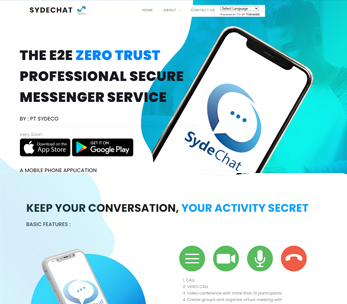 SYDECHAT
HOME ABOUT CONTACT US Select Language
Powered by Google Translate
THE E2E ZERO TRUST
PROFESSIONAL SECURE
MESSENGER SERVICE
BY : PT SYDECO
Very Soon
Download on the App Store GET IT ON Google Play
A MOBILE PHONE APPLICATION
SydeChat
KEEP YOUR CONVERSATION, YOUR ACTIVITY SECRET
BASIC FEATURES :
1. CALL
2. VIDEO CALL
3. Video conference with more than 10 participants
4. Create groups and organise virtual meeting with